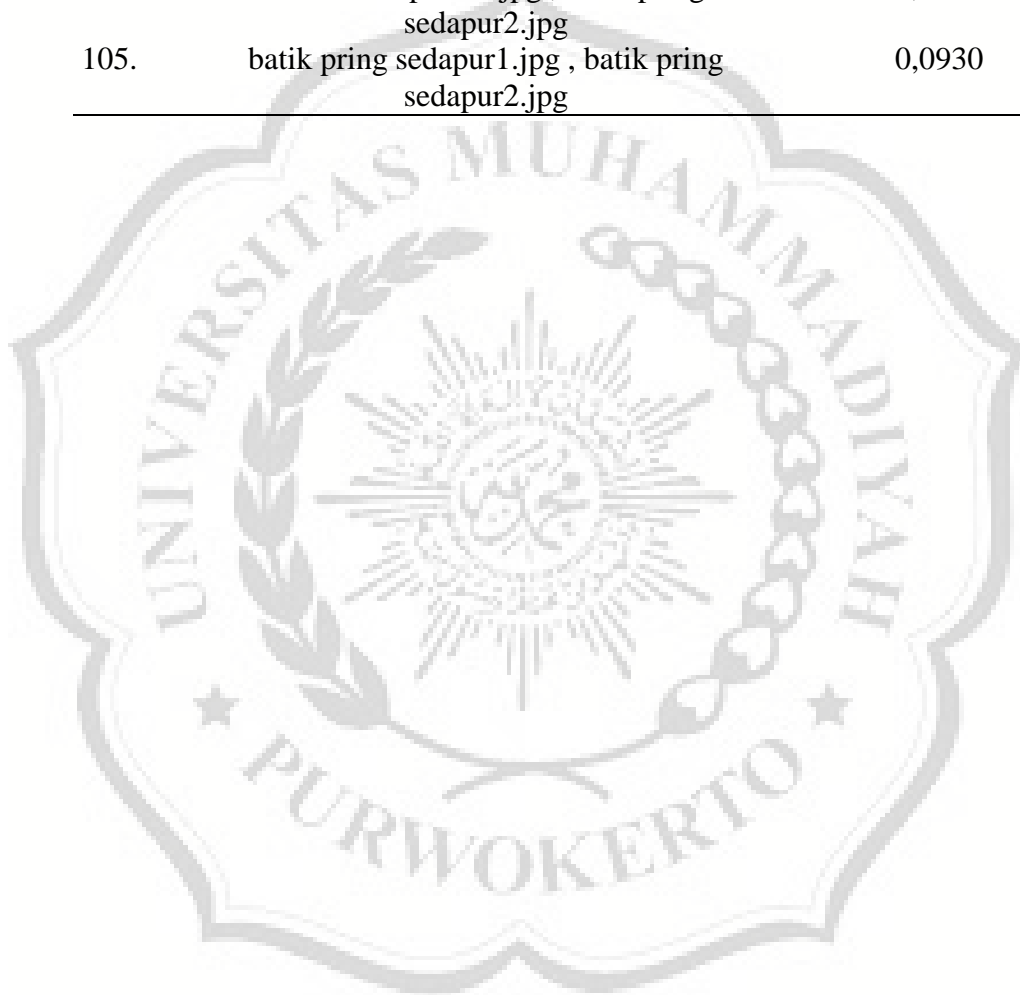 sedapur2.jpg
105. batik pring sedapur1.jpg , batik pring 0,0930
sedapur2.jpg
UNIVERSITAS MUHAMMADIYAH
PURWOKERTO